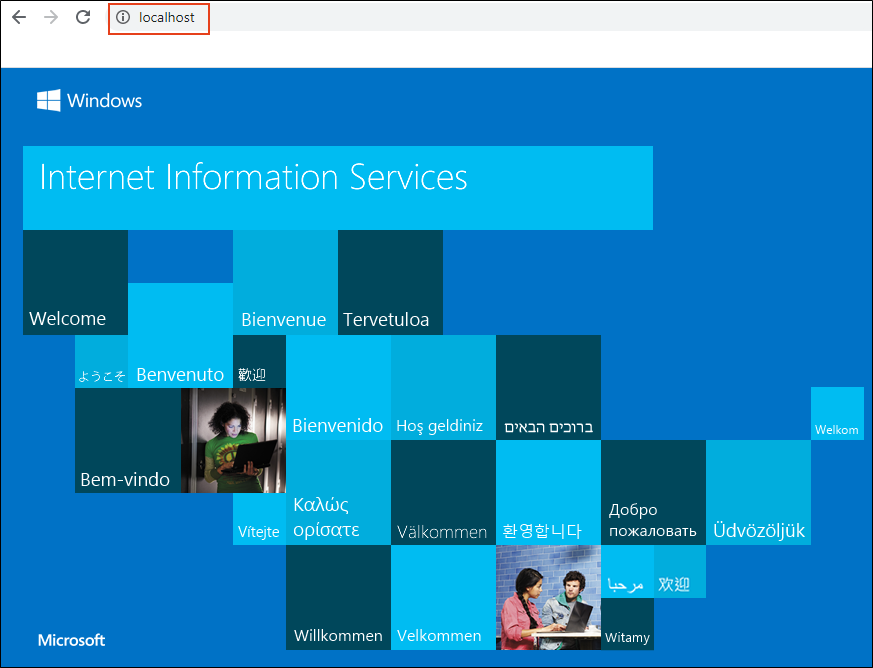 localhost
Windows
Internet Information Services
Welcome
Bienvenue
Tervetuloa
ようこそ
Benvenuto
歡迎
Bienvenido
Hoş geldiniz
ברוכים הבאים
Welkom
Bem-vindo
Vítejte
Καλώς
ορίσατε
Välkommen
환영합니다
Добро
пожаловать
Üdvözöljük
Willkommen
Velkommen
مرحبا
欢迎
Witamy
Microsoft